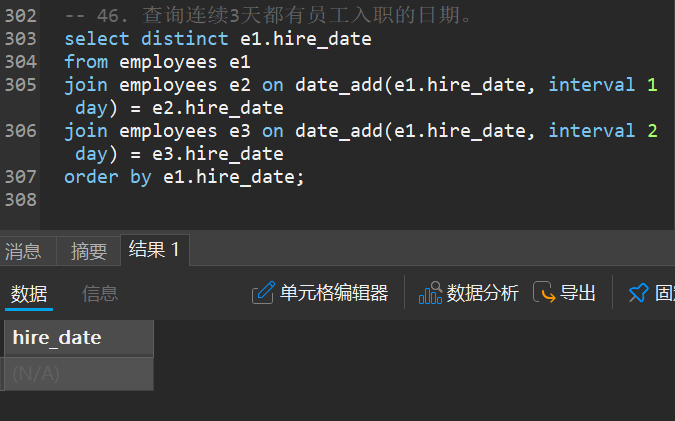 302 -- 46. 查询连续3天都有员工入职的日期。
303 select distinct e1.hire_date
304 from employees e1
305 join employees e2 on date_add(e1.hire_date, interval 1
day) = e2.hire_date
306 join employees e3 on date_add(e1.hire_date, interval 2
day) = e3.hire_date
307 order by e1.hire_date;
308
消息 摘要 结果 1
数据 信息 单元格编辑器 数据分析 导出 固
hire_date
(N/A)